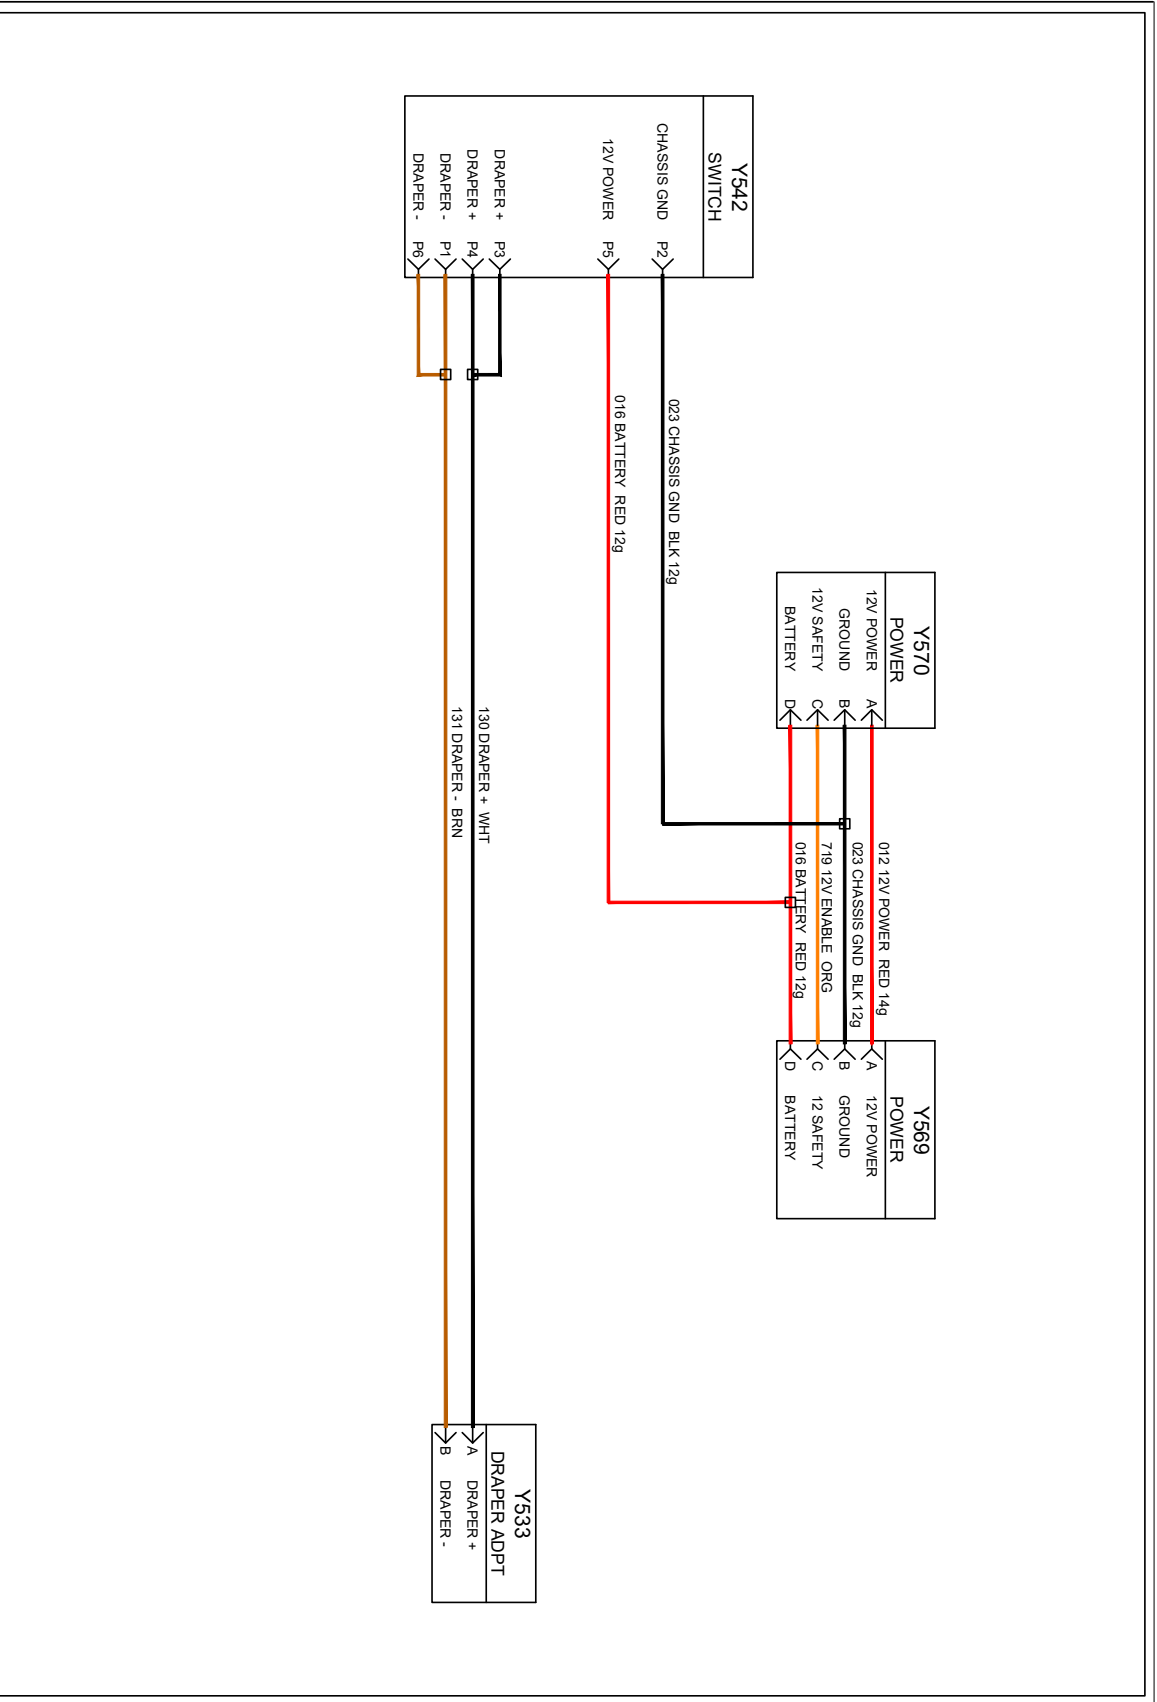 Y542
SWITCH
CHASSIS GND P2
12V POWER P5
DRAPER + P3
DRAPER + P4
DRAPER - P1
DRAPER - P6
023 CHASSIS GND BLK 12g
016 BATTERY RED 12g
130 DRAPER + WHT
131 DRAPER - BRN
Y570
POWER
12V POWER A
GROUND B
12V SAFETY C
BATTERY D
012 12V POWER RED 14g
023 CHASSIS GND BLK 12g
719 12V ENABLE ORG
016 BATTERY RED 12g
Y569
POWER
A 12V POWER
B GROUND
C 12 SAFETY
D BATTERY
Y533
DRAPER ADPT
A DRAPER +
B DRAPER -